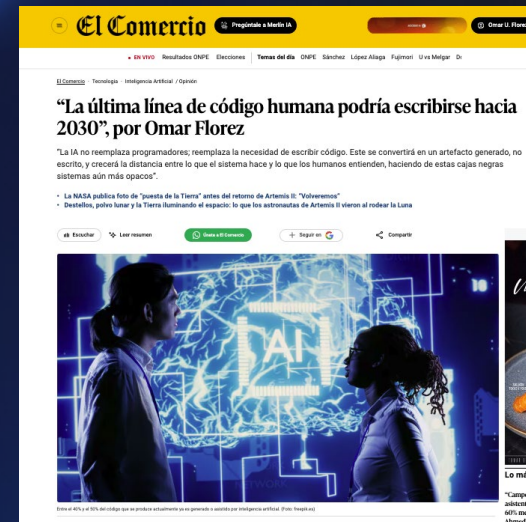 El Comercio
Pregúntale a Merlín IA
Omar U. Florez
EN VIVO Resultados ONPE Elecciones Temas del día ONPE Sánchez López Aliaga Fujimori U vs Melgar
El Comercio · Tecnología · Inteligencia Artificial / Opinión
“La última línea de código humana podría escribirse hacia
2030”, por Omar Florez
“La IA no reemplaza programadores; reemplaza la necesidad de escribir código. Este se convertirá en un artefacto generado, no
escrito, y crecerá la distancia entre lo que el sistema hace y lo que los humanos entienden, haciendo de estas cajas negras
sistemas aún más opacos”.
La NASA publica foto de “puesta de la Tierra” antes del retorno de Artemis II: “Volveremos”
Destellos, polvo lunar y la Tierra iluminando el espacio: lo que los astronautas de Artemis II vieron al rodear la Luna
Escuchar Leer resumen Únete a El Comercio Seguir en Compartir
AI
NETWORK
Entre el 40% y el 50% del código que se produce actualmente ya es generado o asistido por inteligencia artificial. (Foto: freepik.es)
Lo má
“Campe
asisten
60% me